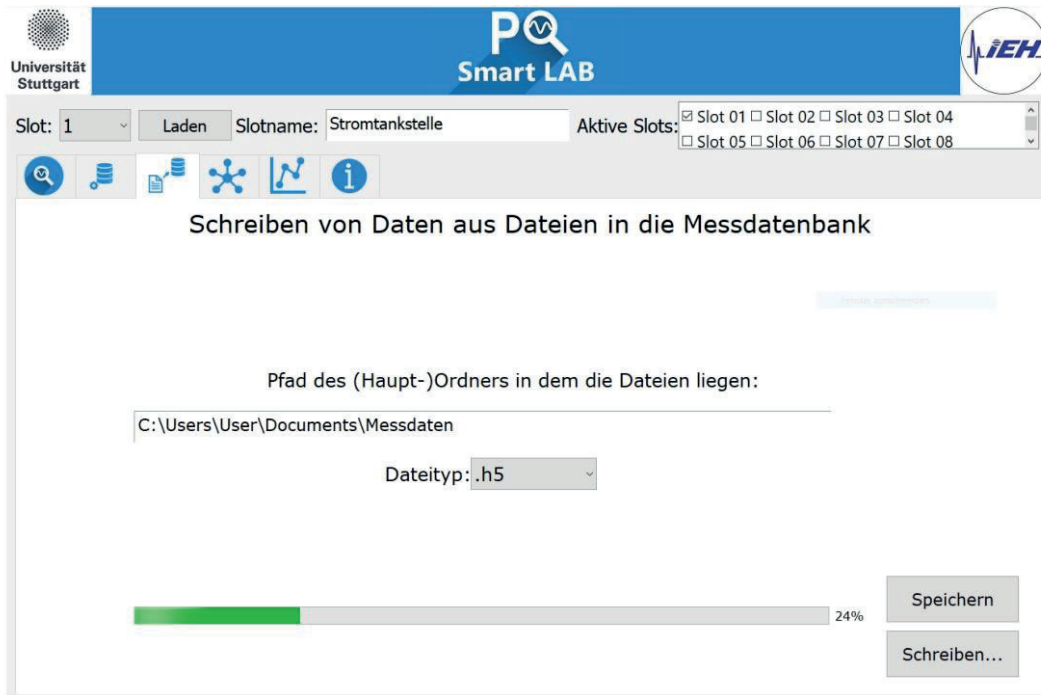 Universität
Stuttgart
PQ
Smart LAB
iEH
Slot: 1 Laden Slotname: Stromtankstelle Aktive Slots: Slot 01 Slot 02 Slot 03 Slot 04
Slot 05 Slot 06 Slot 07 Slot 08
Schreiben von Daten aus Dateien in die Messdatenbank
Pfad des (Haupt-)Ordners in dem die Dateien liegen:
C:\Users\User\Documents\Messdaten
Dateityp: .h5
24%
Speichern
Schreiben...